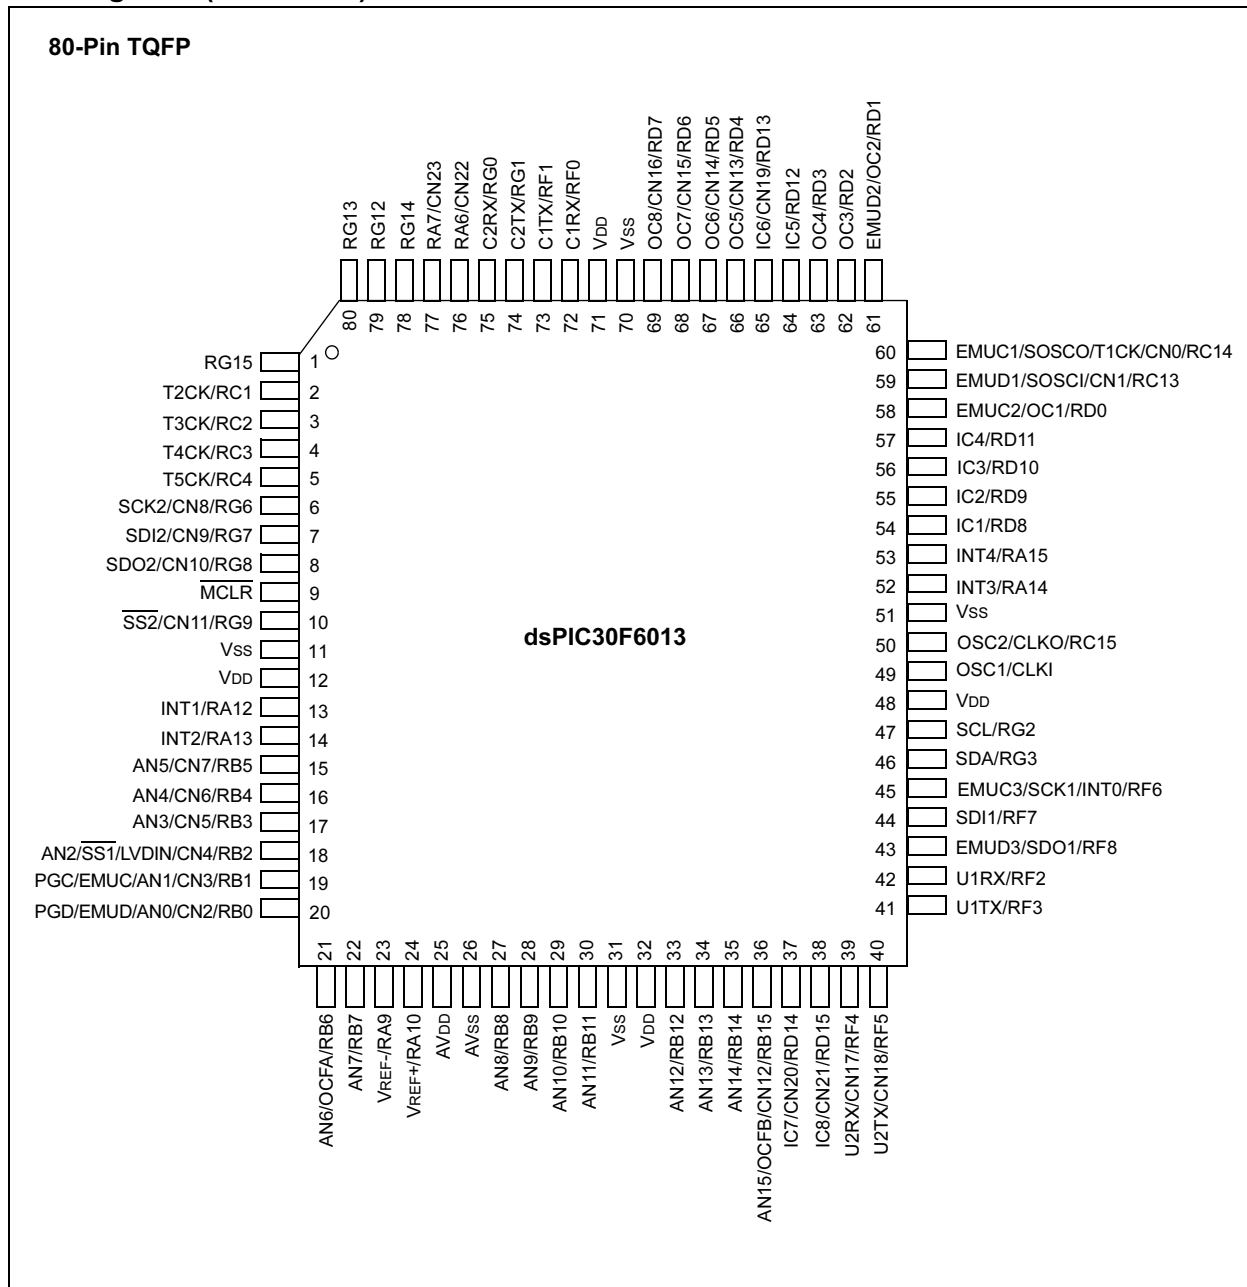 80-Pin TQFP
RG13
RG12
RG14
RA7/CN23
RA6/CN22
C2RX/RG0
C2TX/RG1
C1TX/RF1
C1RX/RF0
VDD
VSS
OC8/CN16/RD7
OC7/CN15/RD6
OC6/CN14/RD5
OC5/CN13/RD4
IC6/CN19/RD13
IC5/RD12
OC4/RD3
OC3/RD2
EMUD2/OC2/RD1
80 79 78 77 76 75 74 73 72 71 70 69 68 67 66 65 64 63 62 61
RG15 1
T2CK/RC1 2
T3CK/RC2 3
T4CK/RC3 4
T5CK/RC4 5
SCK2/CN8/RG6 6
SDI2/CN9/RG7 7
SDO2/CN10/RG8 8
MCLR 9
SS2/CN11/RG9 10
VSS 11
VDD 12
INT1/RA12 13
INT2/RA13 14
AN5/CN7/RB5 15
AN4/CN6/RB4 16
AN3/CN5/RB3 17
AN2/SS1/LVDIN/CN4/RB2 18
PGC/EMUC/AN1/CN3/RB1 19
PGD/EMUD/AN0/CN2/RB0 20
dsPIC30F6013
60 EMUC1/SOSCO/T1CK/CN0/RC14
59 EMUD1/SOSCI/CN1/RC13
58 EMUC2/OC1/RD0
57 IC4/RD11
56 IC3/RD10
55 IC2/RD9
54 IC1/RD8
53 INT4/RA15
52 INT3/RA14
51 VSS
50 OSC2/CLKO/RC15
49 OSC1/CLKI
48 VDD
47 SCL/RG2
46 SDA/RG3
45 EMUC3/SCK1/INT0/RF6
44 SDI1/RF7
43 EMUD3/SDO1/RF8
42 U1RX/RF2
41 U1TX/RF3
21 22 23 24 25 26 27 28 29 30 31 32 33 34 35 36 37 38 39 40
AN6/OCFA/RB6
AN7/RB7
VREF-/RA9
VREF+/RA10
AVDD
AVSS
AN8/RB8
AN9/RB9
AN10/RB10
AN11/RB11
VSS
VDD
AN12/RB12
AN13/RB13
AN14/RB14
AN15/OCFB/CN12/RB15
IC7/CN20/RD14
IC8/CN21/RD15
U2RX/CN17/RF4
U2TX/CN18/RF5